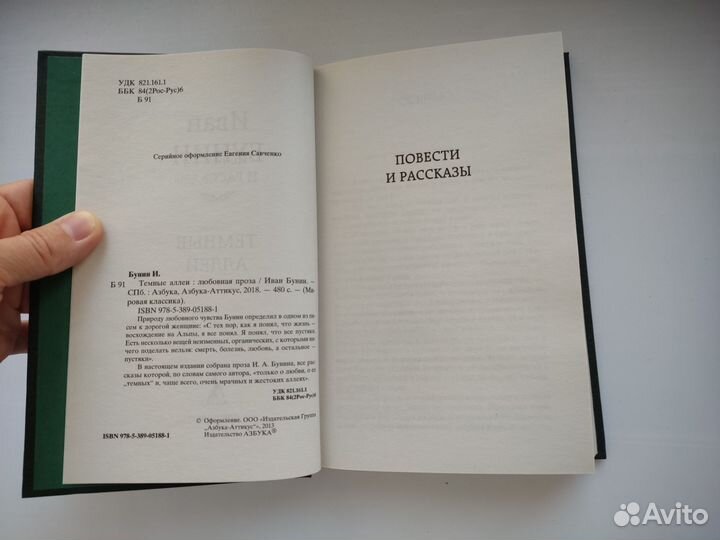 УДК 821.161.1
ББК 84(2Рос-Рус)6
Б 91
Иван
Серийное оформление Евгения Савченко
ТЕМНЫЕ
АЛЛЕИ
Бунин И.
Б 91 Темные аллеи : любовная проза / Иван Бунин. –
СПб. : Азбука, Азбука-Аттикус, 2018. — 480 с. — (Ми-
ровая классика).
ISBN 978-5-389-05188-1
Природу любовного чувства Бунин определил в одном из
сем к дорогой женщине: «С тех пор, как я понял, что жизнь –
восхождение на Альпы, я все понял. Я понял, что все пустяки.
Есть несколько вещей неизменных, органических, с которыми ни
чего поделать нельзя: смерть, болезнь, любовь, а остальное –
пустяки».
В настоящем издании собрана проза И. А. Бунина, все рас
сказы которой, по словам самого автора, «только о любви, о ее
„темных“ и, чаще всего, очень мрачных и жестоких аллеях».
УДК 821.161.1
ББК 84(2Рос-Рус)6
© Оформление. ООО «Издательская Группа
„Азбука-Аттикус“, 2013
ISBN 978-5-389-05188-1 Издательство АЗБУКА®
ПОВЕСТИ
И РАССКАЗЫ
Avito